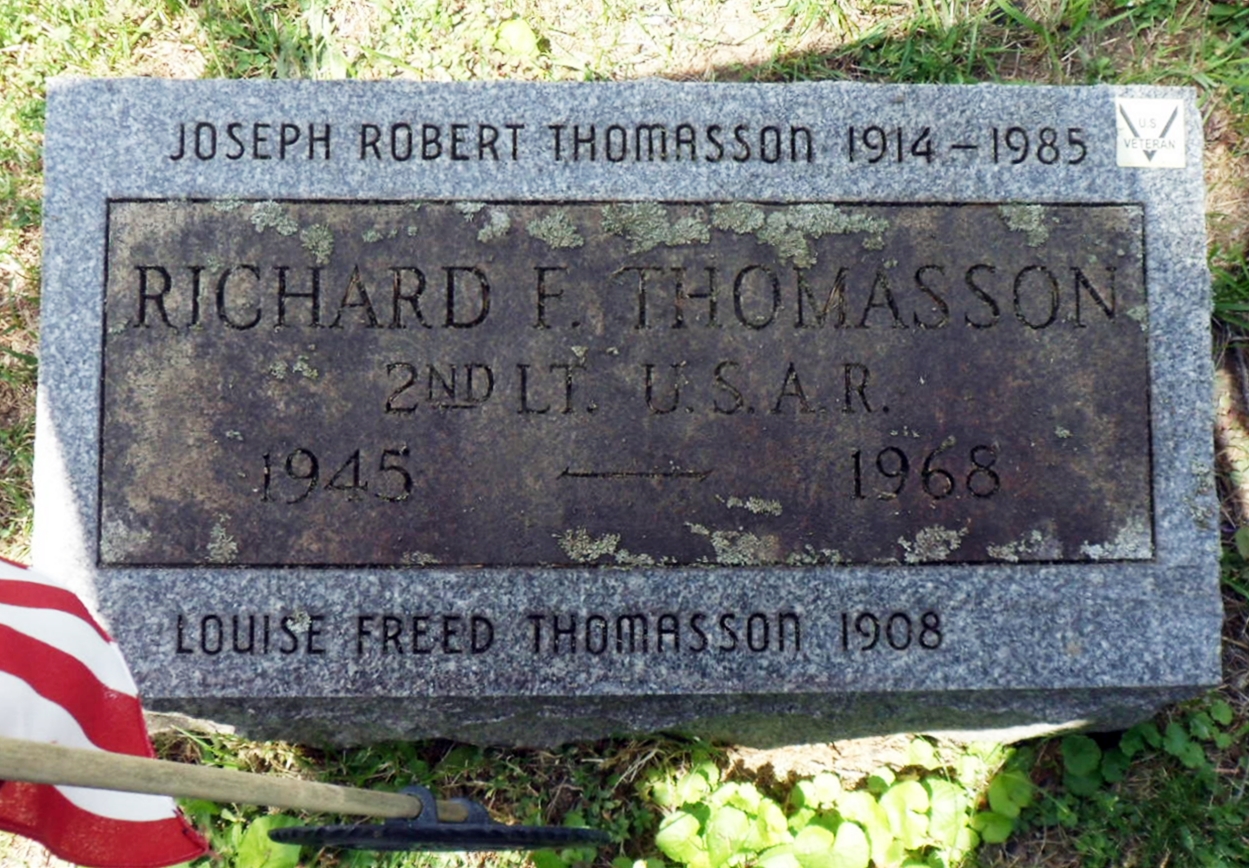 JOSEPH ROBERT THOMASSON 1914–1985
U.S.
VETERAN
RICHARD F. THOMASSON
2ND LT. U.S.A.R.
1945 — 1968
LOUISE FREED THOMASSON 1908